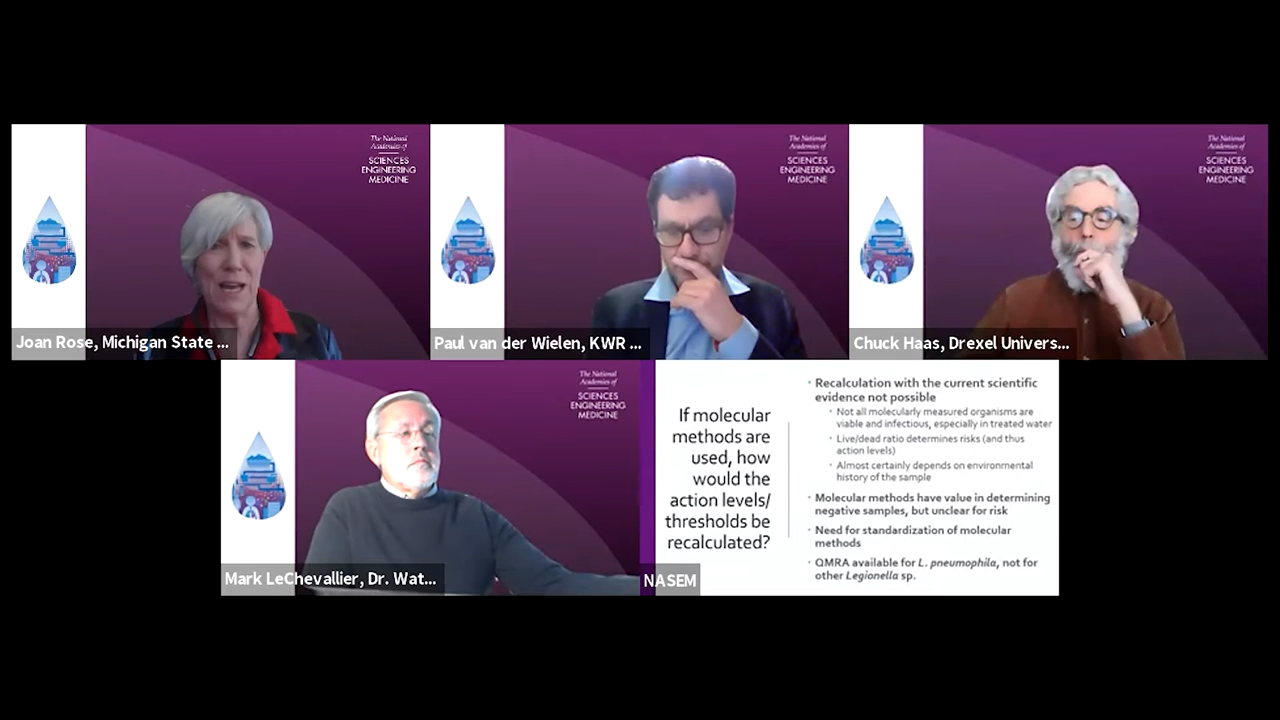 The National
Academies of
SCIENCES
ENGINEERING
MEDICINE
Joan Rose, Michigan State ...
The National
Academies of
SCIENCES
ENGINEERING
MEDICINE
Paul van der Wielen, KWR ...
The National
Academies of
SCIENCES
ENGINEERING
MEDICINE
Chuck Haas, Drexel Univers...
The National
Academies of
SCIENCES
ENGINEERING
MEDICINE
Mark LeChevallier, Dr. Wat...
If molecular
methods are
used, how
would the
action levels/
thresholds be
recalculated?
· Recalculation with the current scientific
evidence not possible
· Not all molecularly measured organisms are
viable and infectious, especially in treated water
· Live/dead ratio determines risks (and thus
action levels)
· Almost certainly depends on environmental
history of the sample
· Molecular methods have value in determining
negative samples, but unclear for risk
· Need for standardization of molecular
methods
· QMRA available for L. pneumophila, not for
other Legionella sp.
NASEM